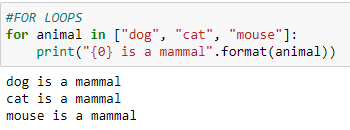 #FOR LOOPS
for animal in ["dog", "cat", "mouse"]:
    print("{0} is a mammal".format(animal))
dog is a mammal
cat is a mammal
mouse is a mammal